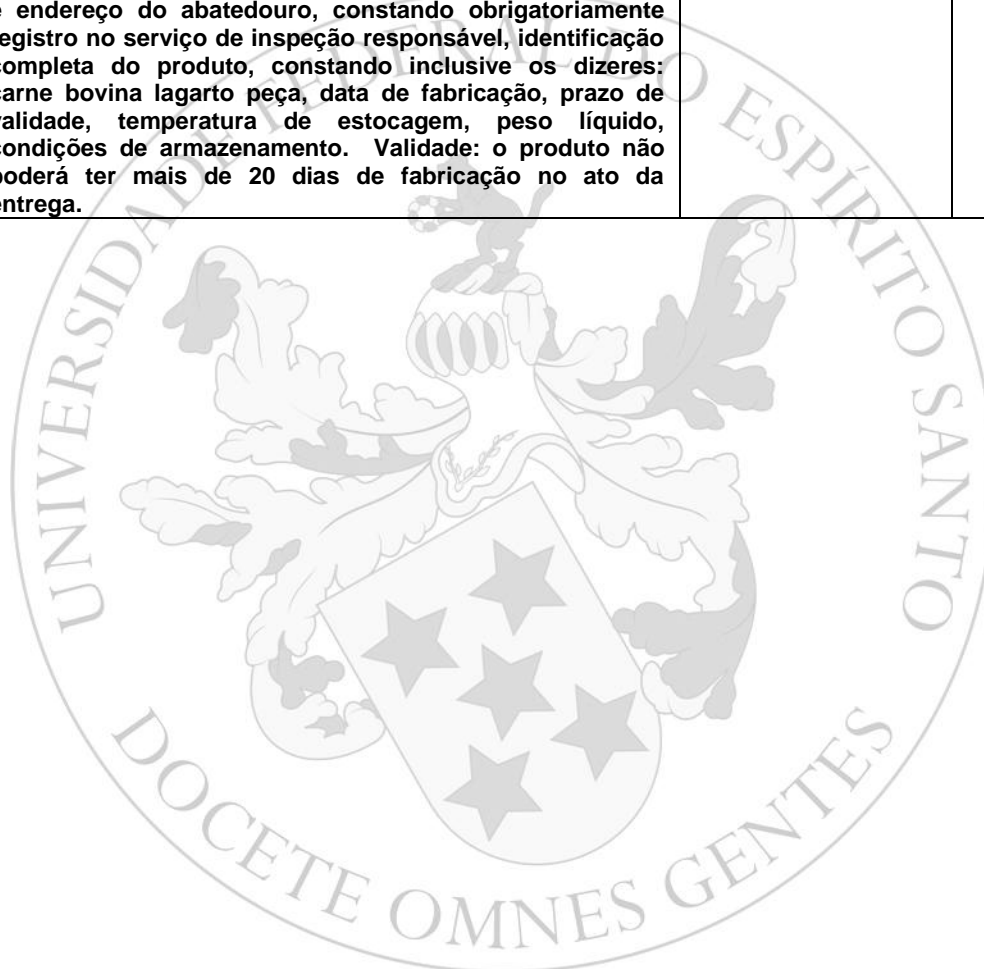 e endereço do abatedouro, constando obrigatoriamente
registro no serviço de inspeção responsável, identificação
completa do produto, constando inclusive os dizeres:
carne bovina lagarto peça, data de fabricação, prazo de
validade, temperatura de estocagem, peso líquido,
condições de armazenamento. Validade: o produto não
poderá ter mais de 20 dias de fabricação no ato da
entrega.
UNIVERSIDADE FEDERAL DO ESPÍRITO SANTO
DOCETE OMNES GENTES